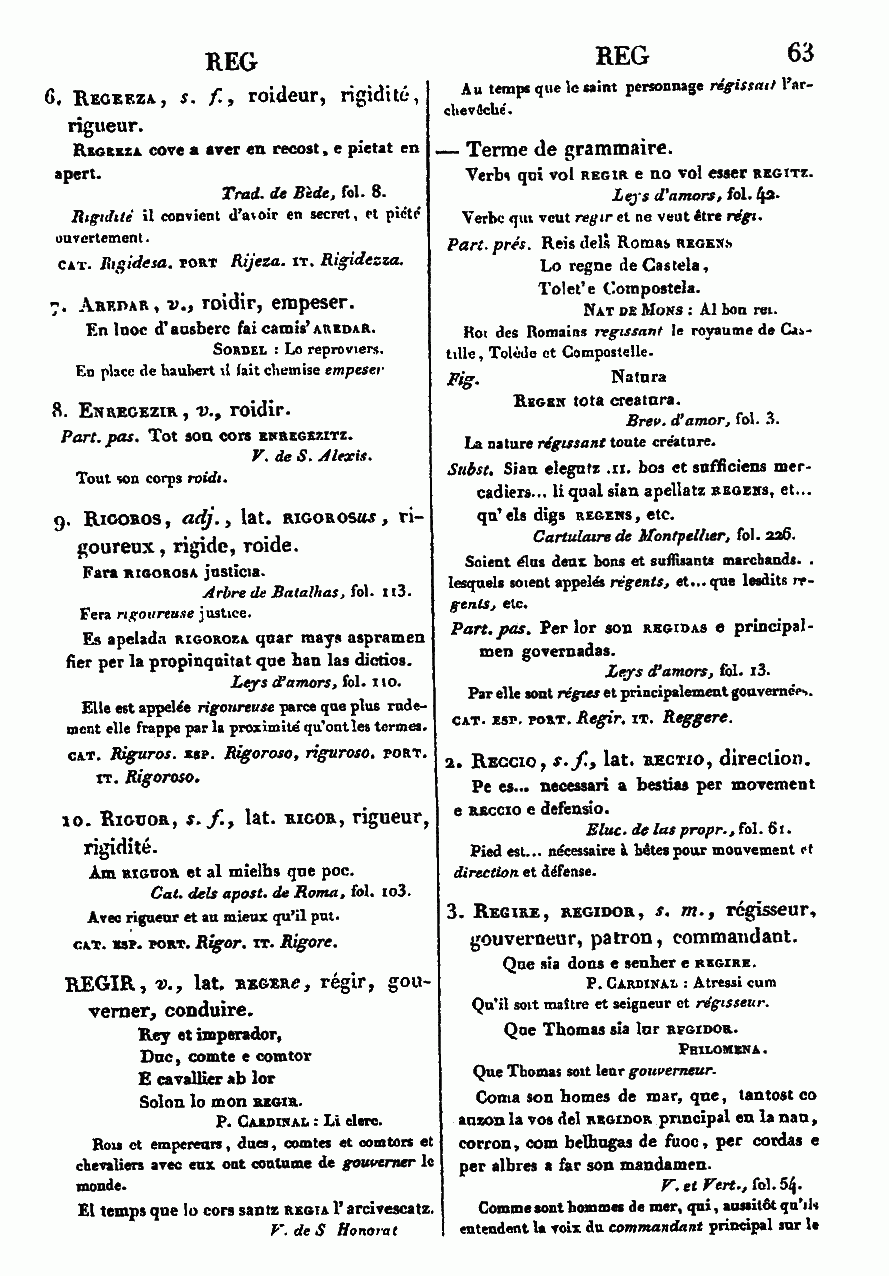 REG
REG 63
6. REGEEZA, s. f., roideur, rigidité,
rigueur.
REGEEZA cove a aver en recost, e pietat en
apert.
Trad. de Bède, fol. 8.
Rigidité il convient d'avoir en secret, et piété
ouvertement.
CAT. Rigidesa. PORT Rijeza. IT. Rigidezza.
7. AREDAR, v., roidir, empeser.
En luoc d'ausberc fai camis' AREDAR.
SORDEL : Lo reproviers.
En place de haubert il fait chemise empeser
8. ENREGEZIR, v., roidir.
Part. pas. Tot son cors ENREGEZITZ.
V. de S. Alexis.
Tout son corps roidi.
9. RIGOROS, adj., lat. RIGOROSus, ri-
goureux, rigide, roide.
Fara RIGOROSA justicia.
Arbre de Batalhas, fol. 113.
Fera rigoureuse justice.
Es apelada RIGOROZA quar mays aspramen
fier per la propinquitat que han las dictios.
Leys d'amors, fol. 110.
Elle est appelée rigoureuse parce que plus rude-
ment elle frappe par la proximité qu'ont les termes.
CAT. Riguros. ESP. Rigoroso, riguroso. PORT.
IT. Rigoroso.
10. RIGUOR, s. f., lat. RIGOR, rigueur,
rigidité.
Am RIGUOR et al mielhs que poc.
Cat. dels apost. de Roma, fol. 103.
Avec rigueur et au mieux qu'il put.
CAT. ESP. PORT. Rigor. IT. Rigore.
REGIR, v., lat. REGERe, régir, gou-
verner, conduire.
Rey et imperador,
Duc, comte e comtor
E cavallier ab lor
Solon lo mon REGIR.
P. CARDINAL : Li clerc.
Rois et empereurs, ducs, comtes et comtors et
chevaliers avec eux ont coutume de gouverner le
monde.
El temps que lo cors santz REGIA l'arcivescatz.
V. de S Honorat
Au temps que le saint personnage régissait l'ar-
chevêché.
— Terme de grammaire.
Verbs qui vol REGIR e no vol esser REGITZ.
Leys d'amors, fol. 42.
Verbe qui veut regir et ne veut être régi.
Part. prés. Reis dels Romas REGENS
Lo regne de Castela,
Tolet'e Compostela.
NAT DE MONS : Al bon rei.
Roi des Romains regissant le royaume de Cas-
tille, Tolède et Compostelle.
Fig. Natura
REGEN tota creatura.
Brev. d'amor, fol. 3.
La nature régissant toute créature.
Subst. Sian elegutz .II. bos et sufficiens mer-
cadiers... li qual sian apellatz REGENS, et...
qu'els digs REGENS, etc.
Cartulaire de Montpellier, fol. 226.
Soient élus deux bons et suffisants marchands. .
lesquels soient appelés régents, et... que lesdits re-
gents, etc.
Part. pas. Per lor son REGIDAS e principal-
men governadas.
Leys d'amors, fol. 13.
Par elle sont régies et principalement gouvernées.
CAT. ESP. PORT. Regir. IT. Reggere.
2. RECCIO, s. f., lat. RECTIO, direction.
Pe es... necessari a bestias per movement
e RECCIO e defensio.
Eluc. de las propr., fol. 61.
Pied est... nécessaire à bêtes pour mouvement et
direction et défense.
3. REGIRE, REGIDOR, s. m., régisseur,
gouverneur, patron, commandant.
Que sia dons e senher e REGIRE.
P. CARDINAL : Atressi cum
Qu'il soit maître et seigneur et régisseur.
Que Thomas sia lur REGIDOR.
PHILOMENA.
Que Thomas soit leur gouverneur.
Coma son homes de mar, que, tantost co
auzon la vos del REGIDOR principal en la nau,
corron, com belhugas de fuoc, per cordas e
per albres a far son mandamen.
V. et Vert., fol. 54.
Comme sont hommes de mer, qui, aussitôt qu'ils
entendent la voix du commandant principal sur le